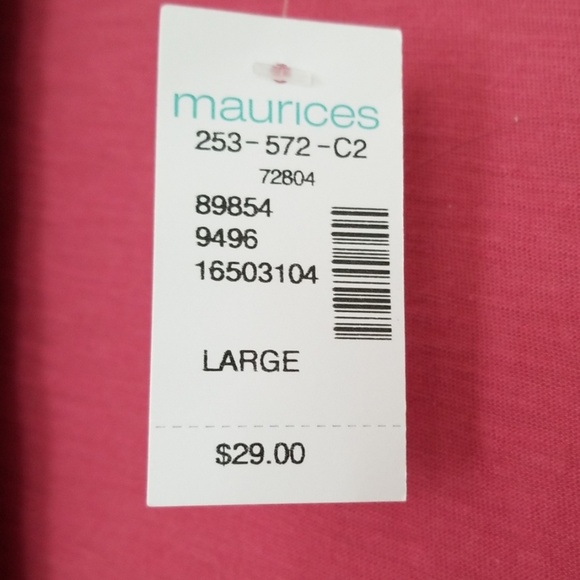 maurices
253-572-C2
72804
89854
9496
16503104
LARGE
$29.00